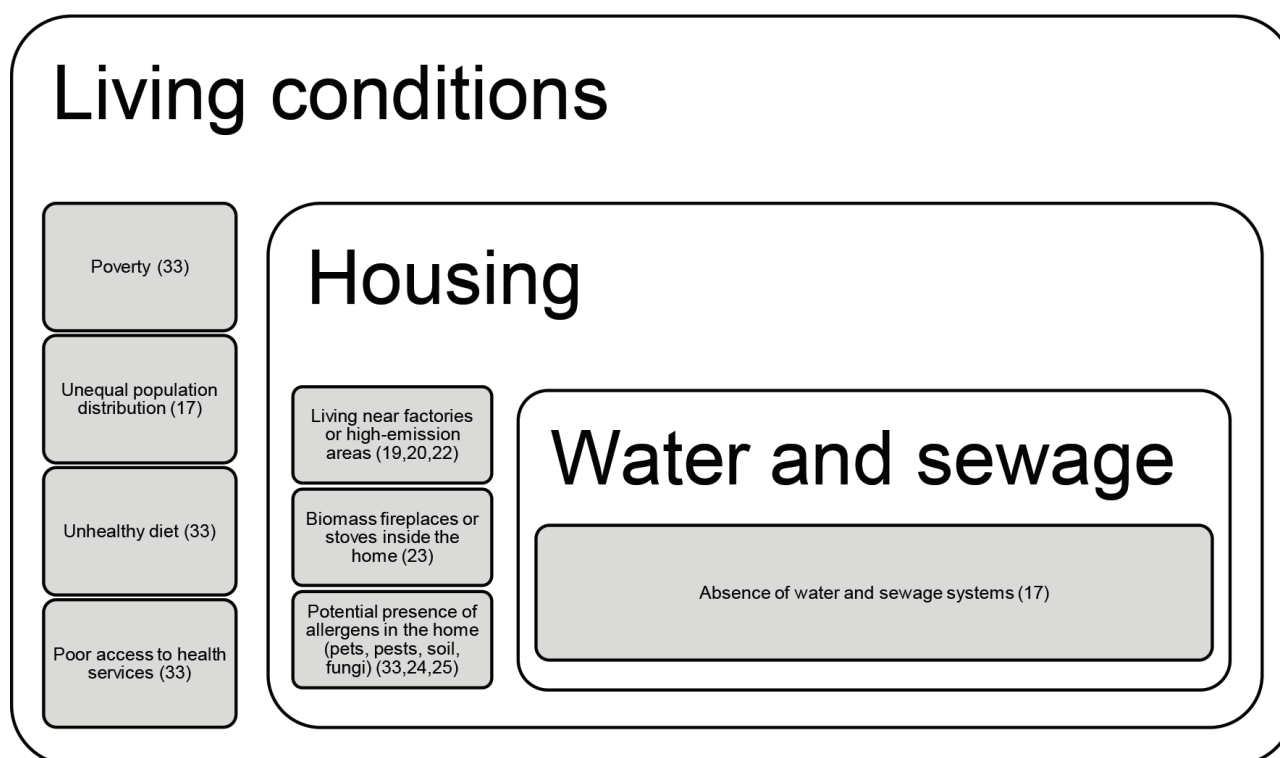 Living conditions
Poverty (33)
Unequal population
distribution (17)
Unhealthy diet (33)
Poor access to health
services (33)
Housing
Living near factories
or high-emission
areas (19,20,22)
Biomass fireplaces or
stoves inside the
home (23)
Potential presence of
allergens in the home
(pets, pests, soil,
fungi) (33,24,25)
Water and sewage
Absence of water and sewage systems (17)